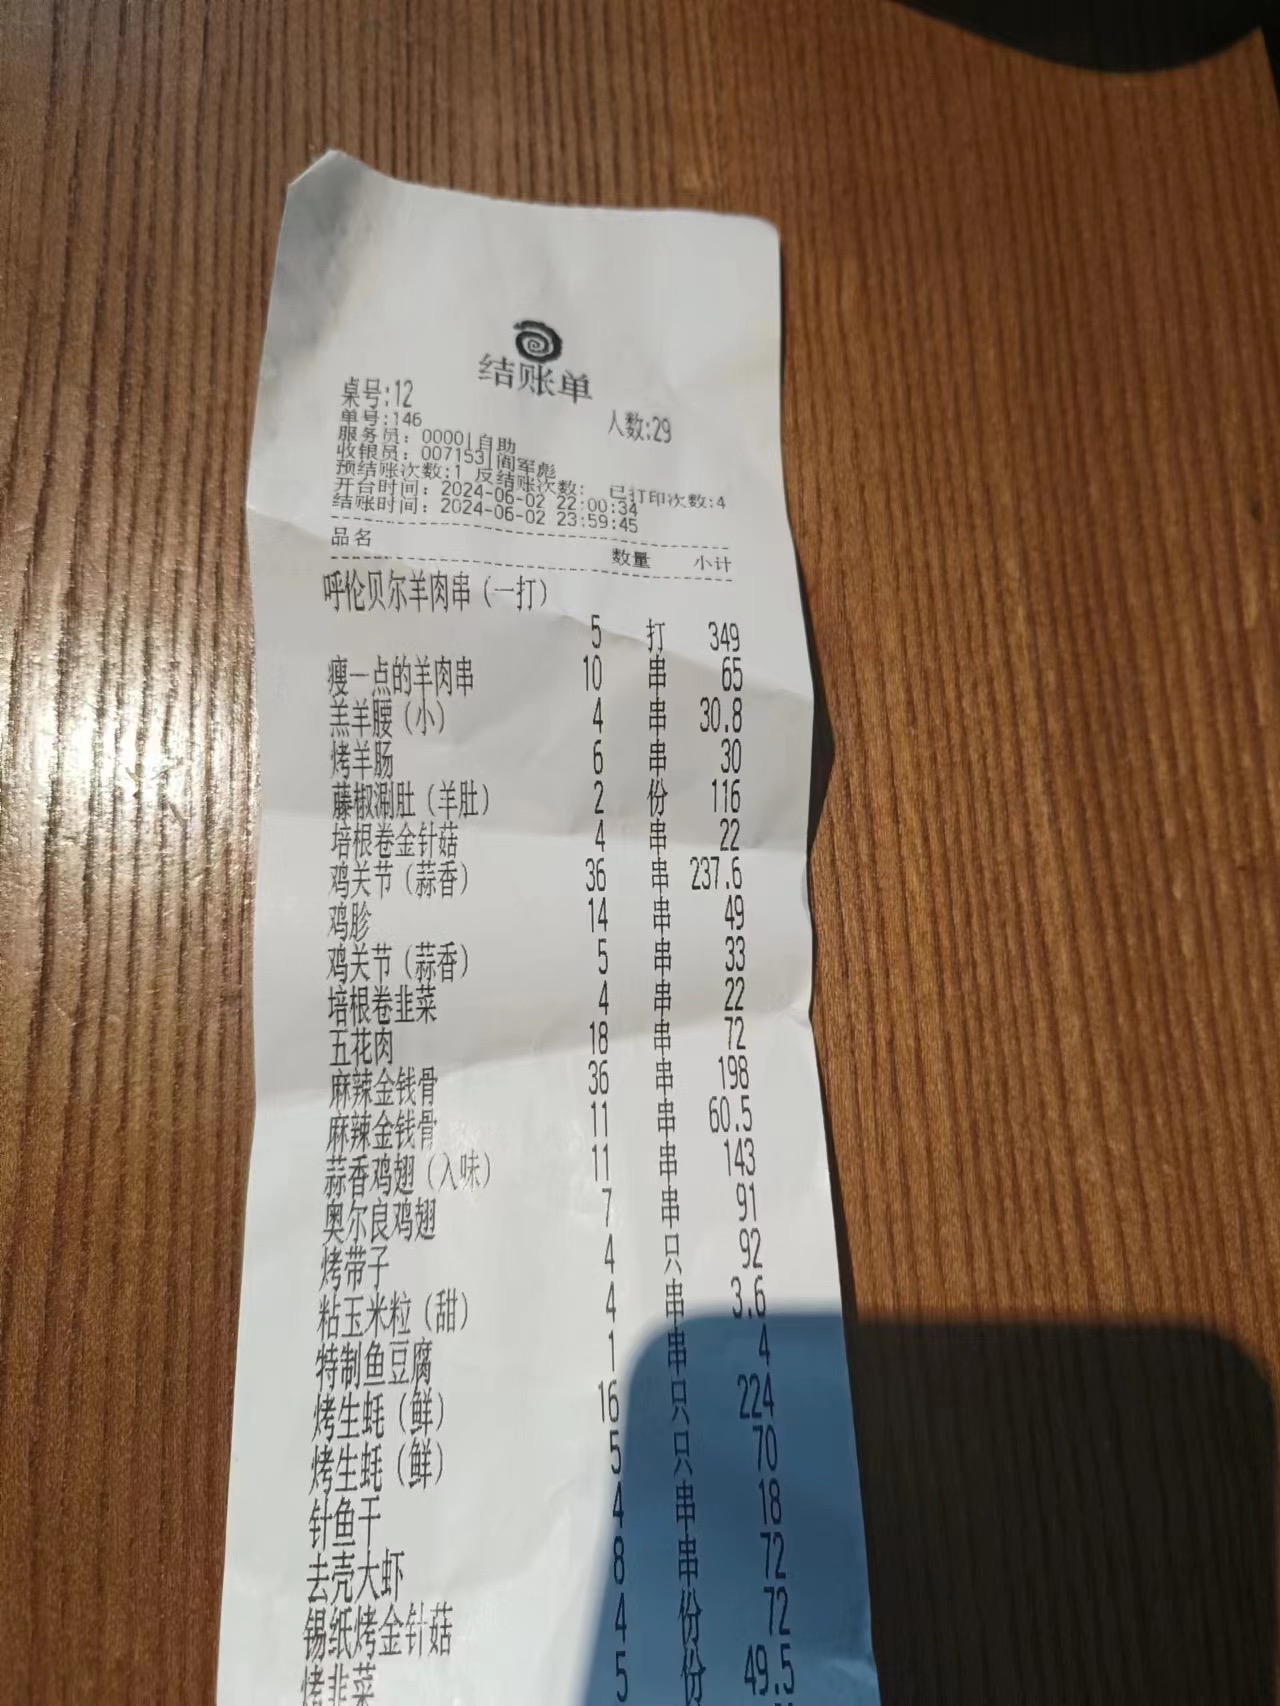 结账单
桌号:12 人数:29
单号:146
服务员: 0000|自助
收银员: 007153|阎军彪
预结账次数:1 反结账次数: 已打印次数:4
开台时间: 2024-06-02 22:00:34
结账时间: 2024-06-02 23:59:45
品名 数量 小计
呼伦贝尔羊肉串（一打）
5 打 349
瘦一点的羊肉串 10 串 65
羔羊腰（小） 4 串 30.8
烤羊肠 6 串 30
藤椒涮肚（羊肚） 2 份 116
培根卷金针菇 4 串 22
鸡关节（蒜香） 36 串 237.6
鸡胗 14 串 49
鸡关节（蒜香） 5 串 33
培根卷韭菜 4 串 22
五花肉 18 串 72
麻辣金钱骨 36 串 198
麻辣金钱骨 11 串 60.5
蒜香鸡翅（入味） 11 串 143
奥尔良鸡翅 7 串 91
烤带子 4 只 92
粘玉米粒（甜） 4 串 3.6
特制鱼豆腐 1 串 4
烤生蚝（鲜） 16 只 224
烤生蚝（鲜） 5 只 70
针鱼干 4 串 18
去壳大虾 8 串 72
锡纸烤金针菇 4 份 72
烤韭菜 5 份 49.5